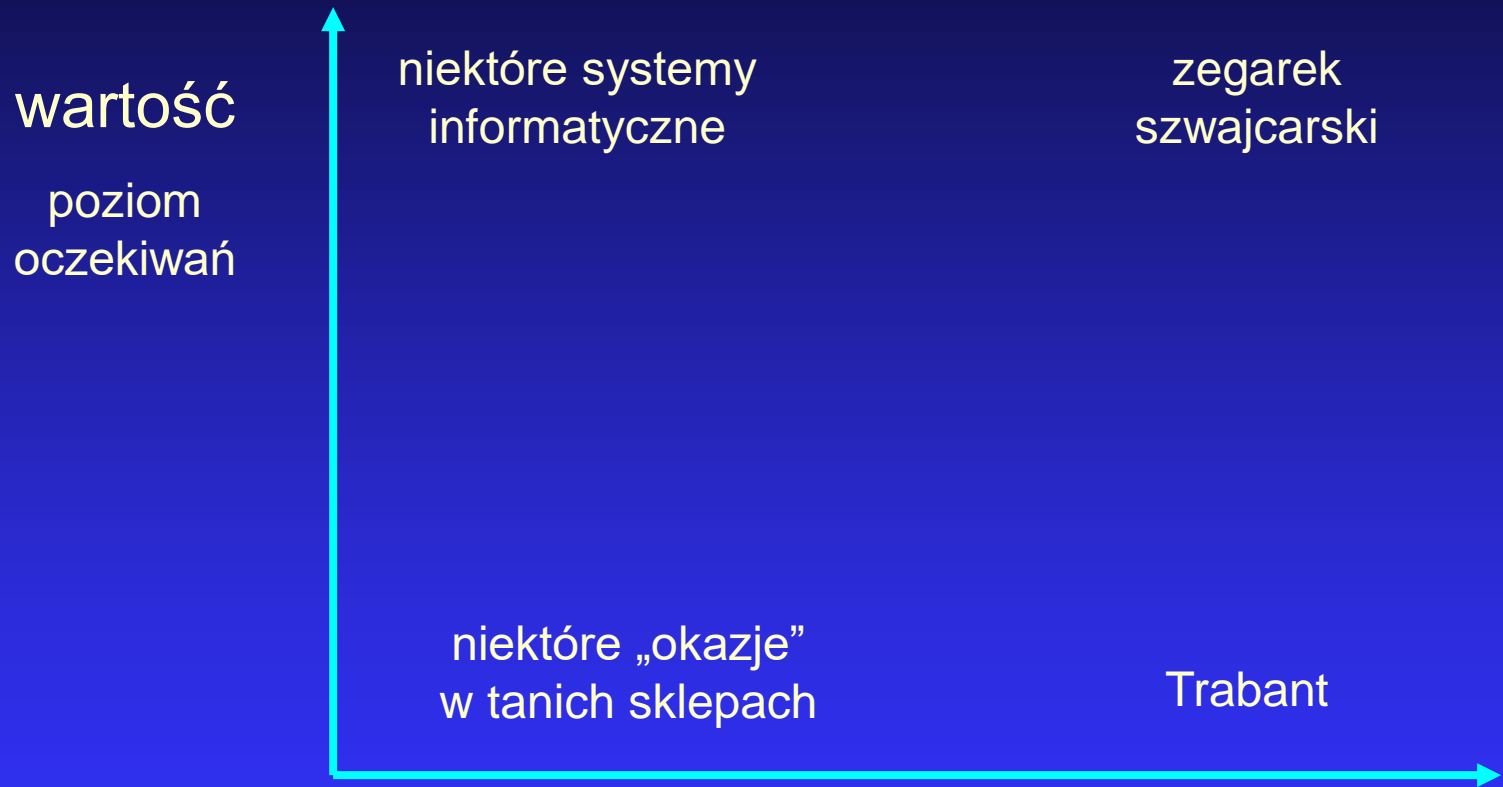 wartość
poziom
oczekiwań
niektóre systemy
informatyczne
zegarek
szwajcarski
niektóre „okazje”
w tanich sklepach
Trabant